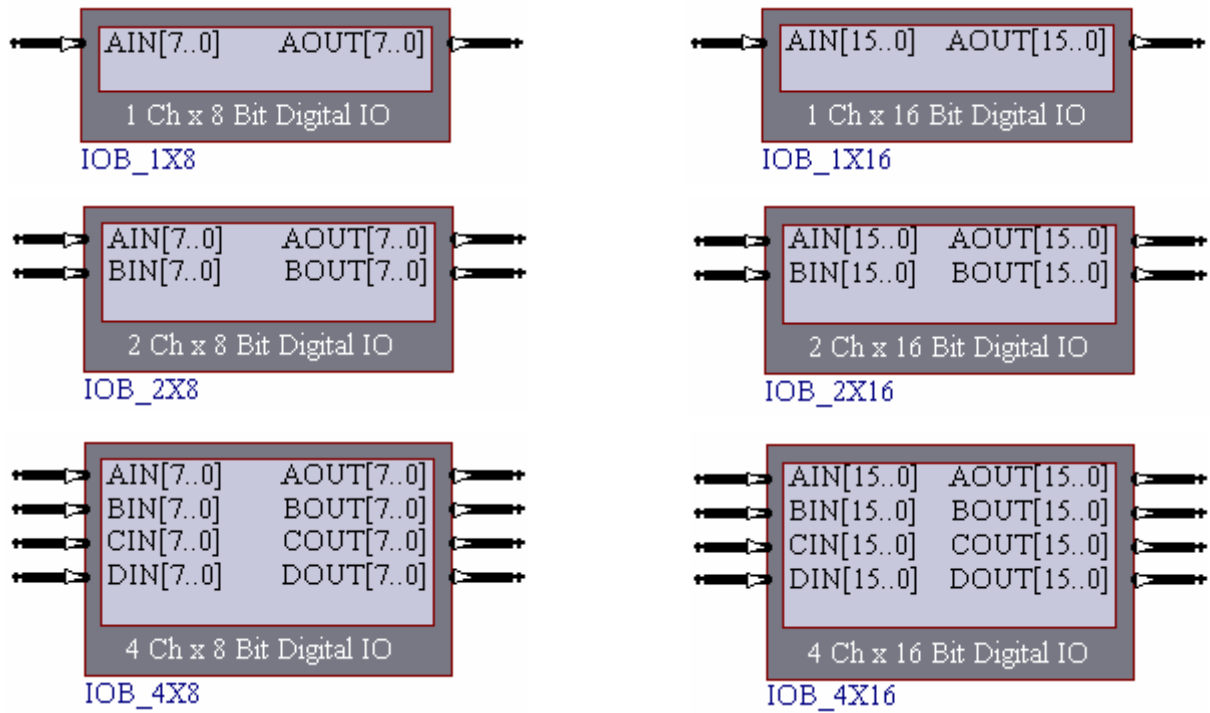 AIN[7..0] AOUT[7..0]
1 Ch x 8 Bit Digital IO
IOB_1X8
AIN[15..0] AOUT[15..0]
1 Ch x 16 Bit Digital IO
IOB_1X16
AIN[7..0] AOUT[7..0]
BIN[7..0] BOUT[7..0]
2 Ch x 8 Bit Digital IO
IOB_2X8
AIN[15..0] AOUT[15..0]
BIN[15..0] BOUT[15..0]
2 Ch x 16 Bit Digital IO
IOB_2X16
AIN[7..0] AOUT[7..0]
BIN[7..0] BOUT[7..0]
CIN[7..0] COUT[7..0]
DIN[7..0] DOUT[7..0]
4 Ch x 8 Bit Digital IO
IOB_4X8
AIN[15..0] AOUT[15..0]
BIN[15..0] BOUT[15..0]
CIN[15..0] COUT[15..0]
DIN[15..0] DOUT[15..0]
4 Ch x 16 Bit Digital IO
IOB_4X16